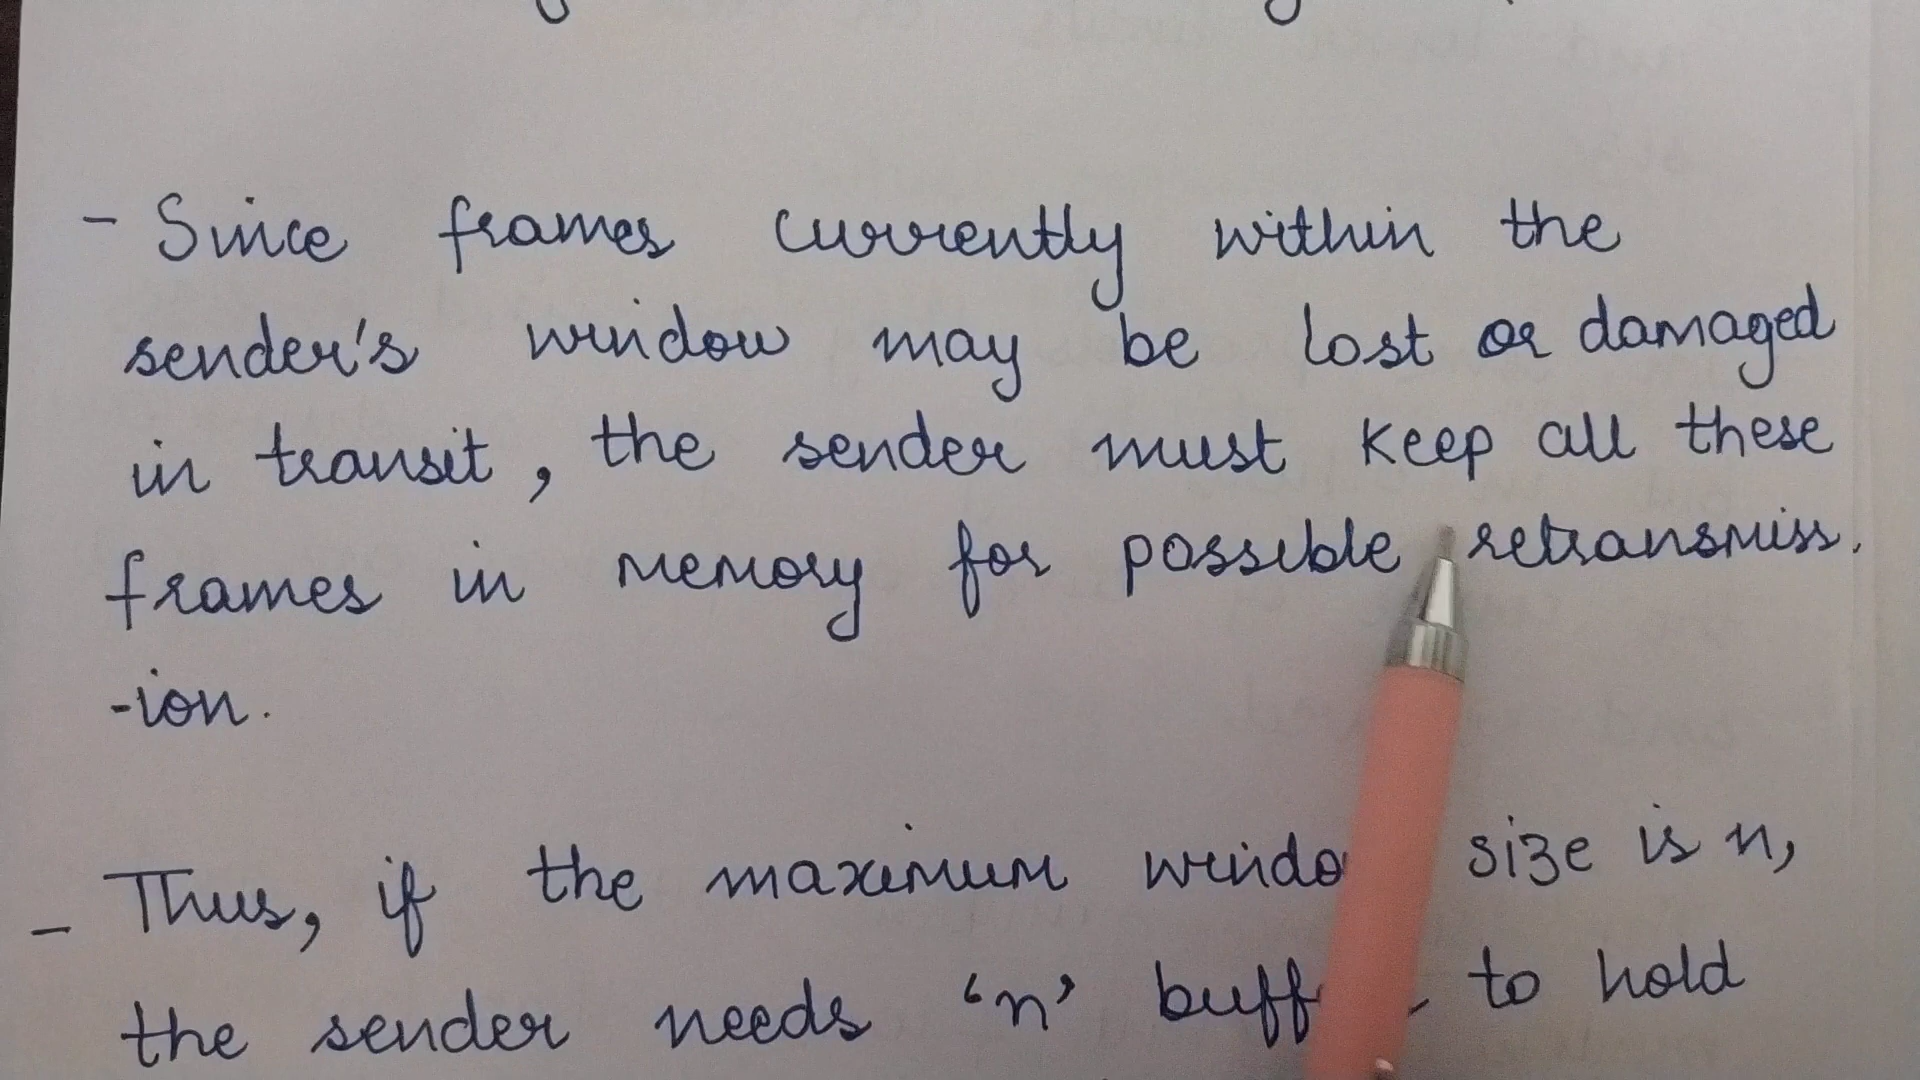 - Since frames currently within the
sender's window may be lost or damaged
in transit, the sender must keep all these
frames in memory for possible retransmiss.
-ion.
- Thus, if the maximum size is n,
the sender needs 'n' to hold